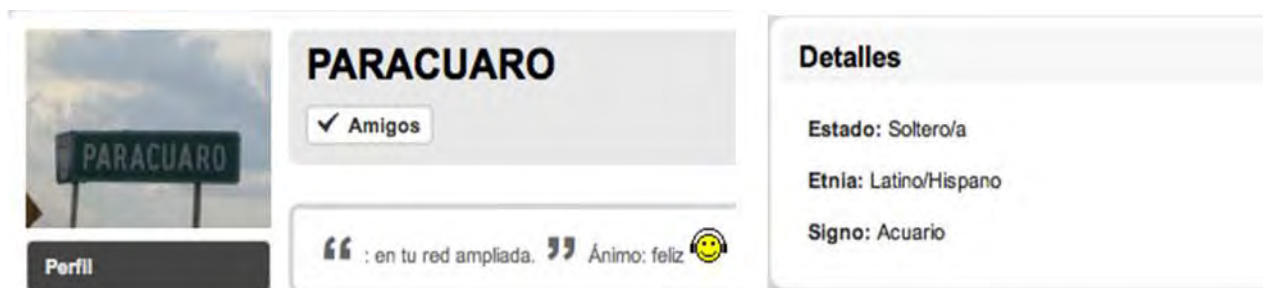 PARACUARO
PARACUARO
✓ Amigos
Perfil
“ : en tu red ampliada. ” Ánimo: feliz
Detalles
Estado: Soltero/a
Etnia: Latino/Hispano
Signo: Acuario